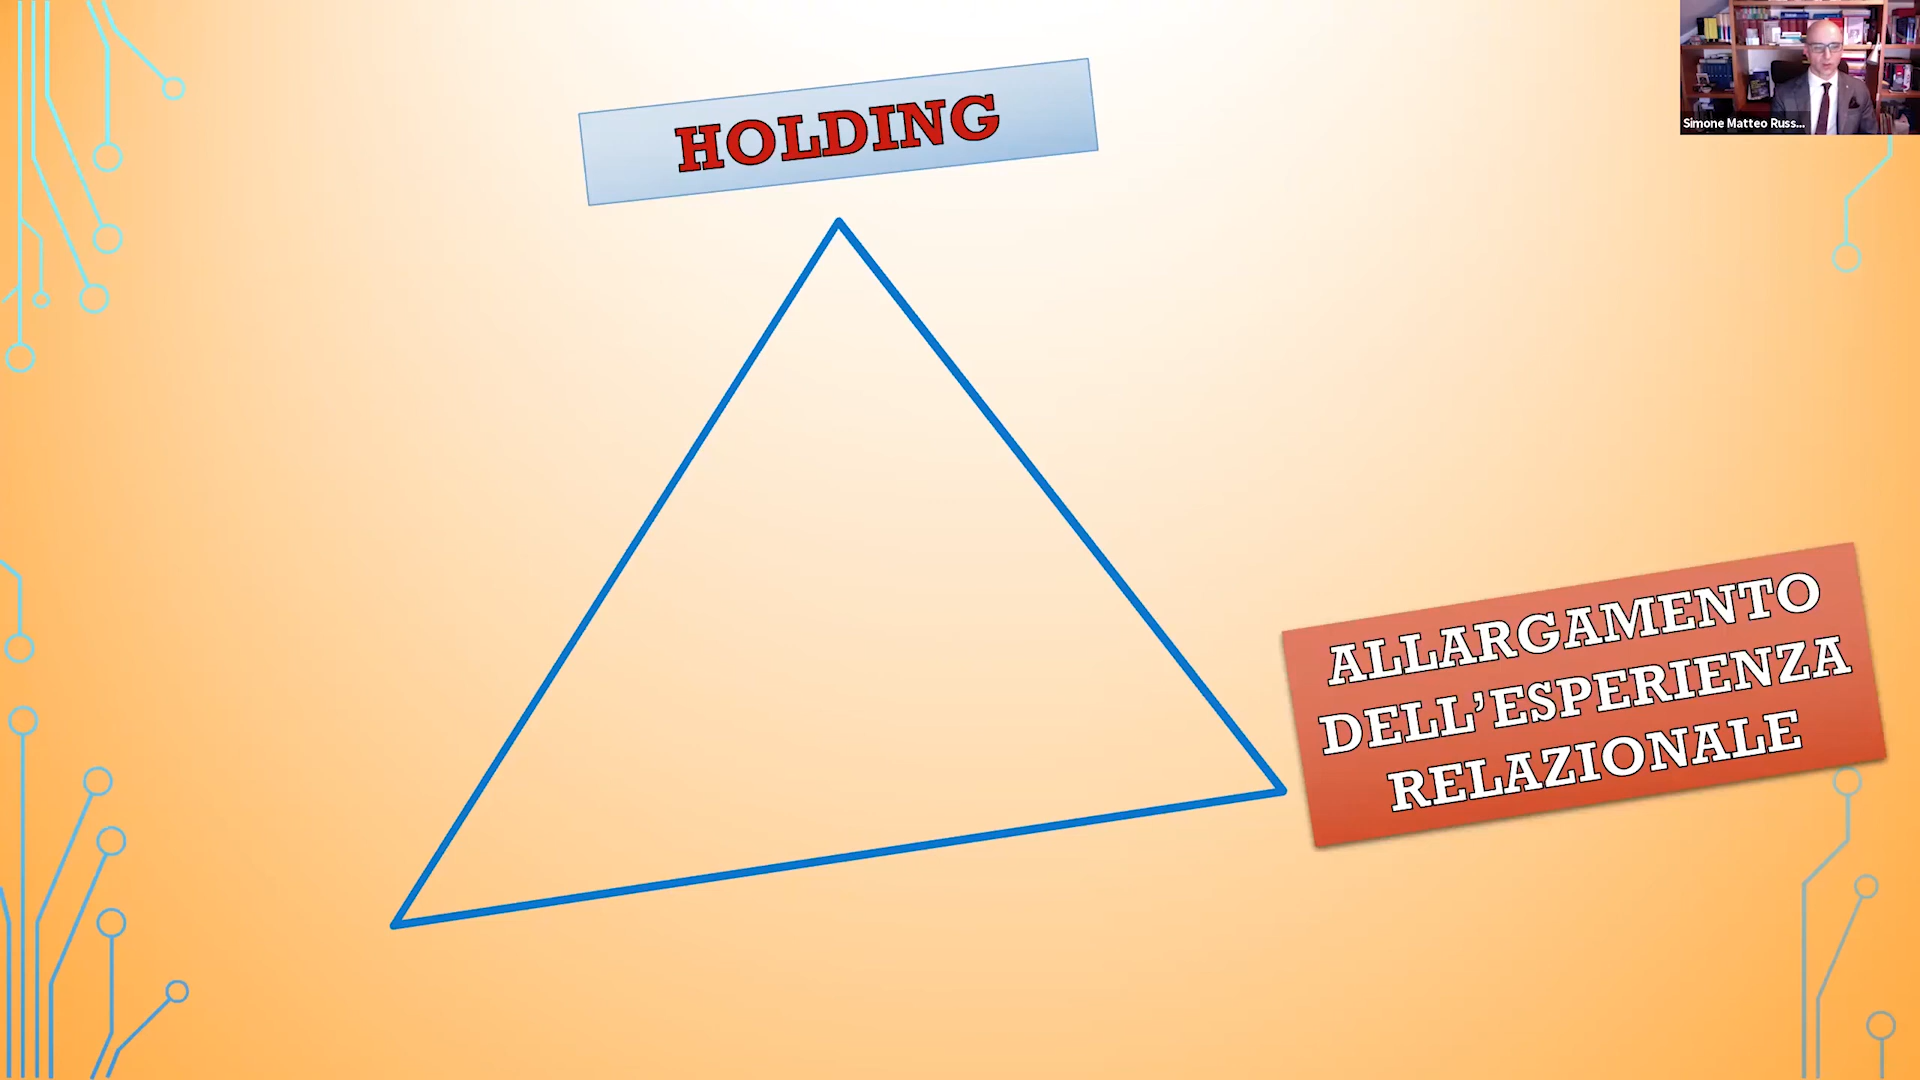 HOLDING
Simone Matteo Russ...
ALLARGAMENTO
DELL’ESPERIENZA
RELAZIONALE